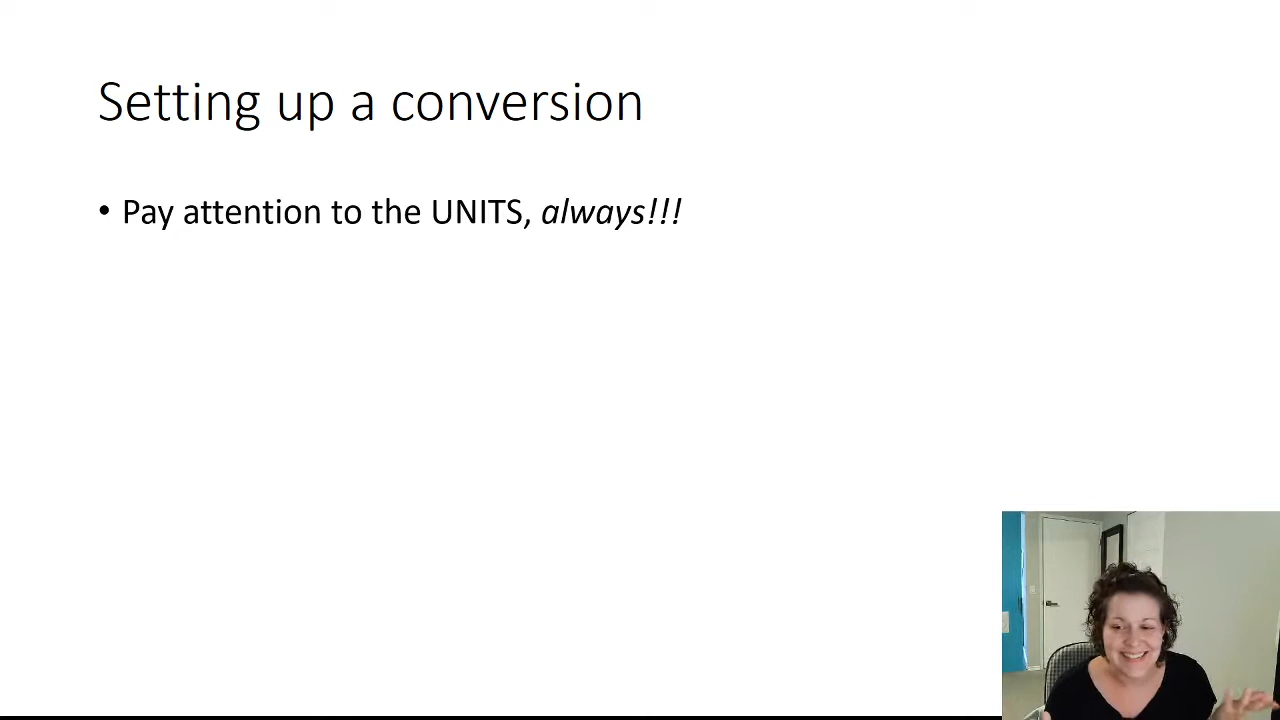 Setting up a conversion
• Pay attention to the UNITS, always!!!